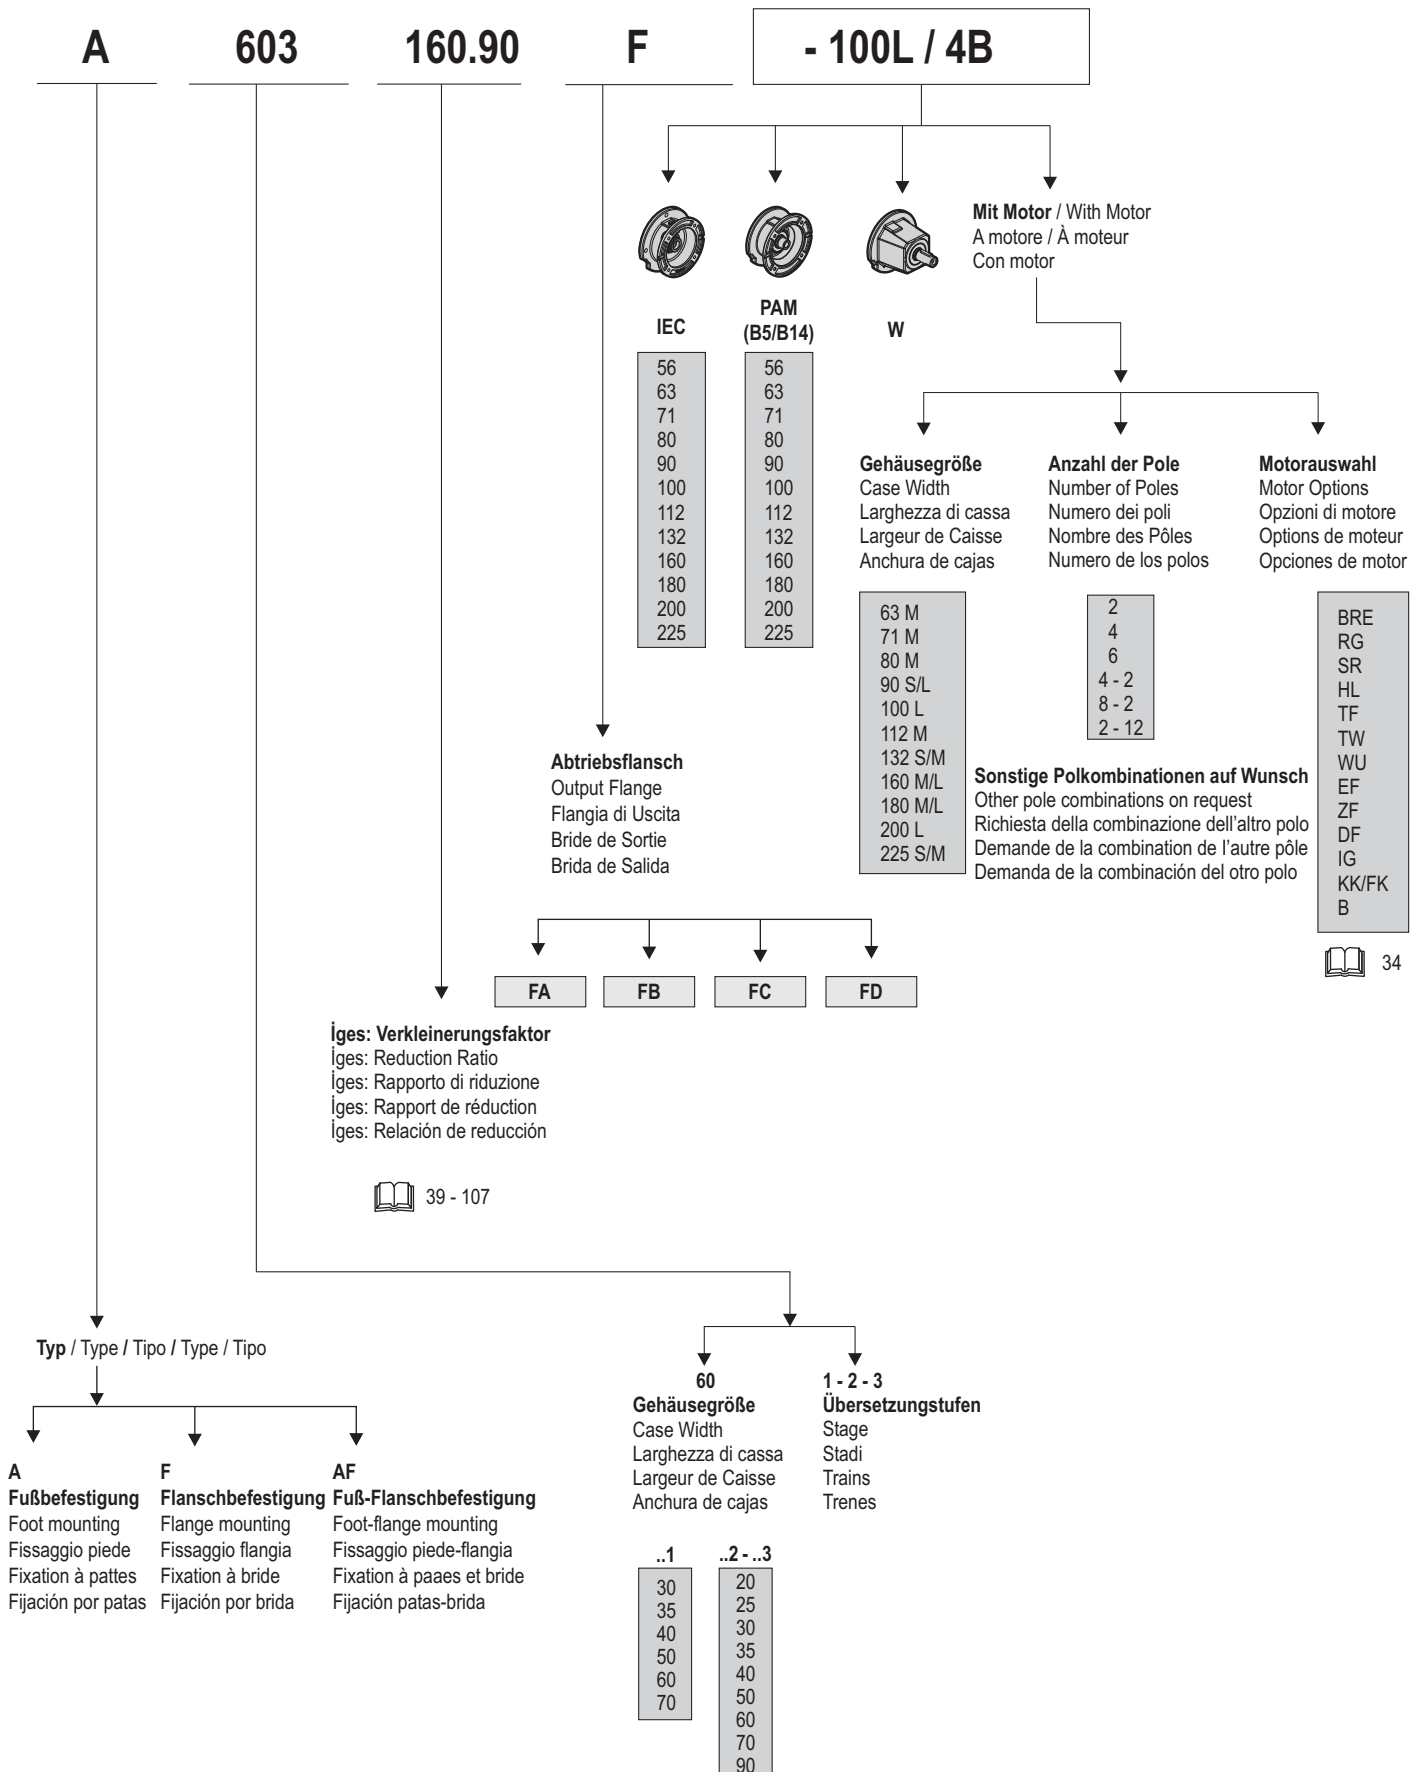 A 603 160.90 F - 100L / 4B
Mit Motor / With Motor
A motore / À moteur
Con motor
IEC
56
63
71
80
90
100
112
132
160
180
200
225
PAM
(B5/B14)
56
63
71
80
90
100
112
132
160
180
200
225
W
Gehäusegröße
Case Width
Larghezza di cassa
Largeur de Caisse
Anchura de cajas
63 M
71 M
80 M
90 S/L
100 L
112 M
132 S/M
160 M/L
180 M/L
200 L
225 S/M
Anzahl der Pole
Number of Poles
Numero dei poli
Nombre des Pôles
Numero de los polos
2
4
6
4 - 2
8 - 2
2 - 12
Sonstige Polkombinationen auf Wunsch
Other pole combinations on request
Richiesta della combinazione dell'altro polo
Demande de la combination de l'autre pôle
Demanda de la combinación del otro polo
Motorauswahl
Motor Options
Opzioni di motore
Options de moteur
Opciones de motor
BRE
RG
SR
HL
TF
TW
WU
EF
ZF
DF
IG
KK/FK
B
34
Abtriebsflansch
Output Flange
Flangia di Uscita
Bride de Sortie
Brida de Salida
FA FB FC FD
İges: Verkleinerungsfaktor
İges: Reduction Ratio
İges: Rapporto di riduzione
İges: Rapport de réduction
İges: Relación de reducción
39 - 107
Typ / Type / Tipo / Type / Tipo
A
Fußbefestigung
Foot mounting
Fissaggio piede
Fixation à pattes
Fijación por patas
F
Flanschbefestigung
Flange mounting
Fissaggio flangia
Fixation à bride
Fijación por brida
AF
Fuß-Flanschbefestigung
Foot-flange mounting
Fissaggio piede-flangia
Fixation à paaes et bride
Fijación patas-brida
60
Gehäusegröße
Case Width
Larghezza di cassa
Largeur de Caisse
Anchura de cajas
1 - 2 - 3
Übersetzungstufen
Stage
Stadi
Trains
Trenes
..1
30
35
40
50
60
70
..2 - ..3
20
25
30
35
40
50
60
70
90